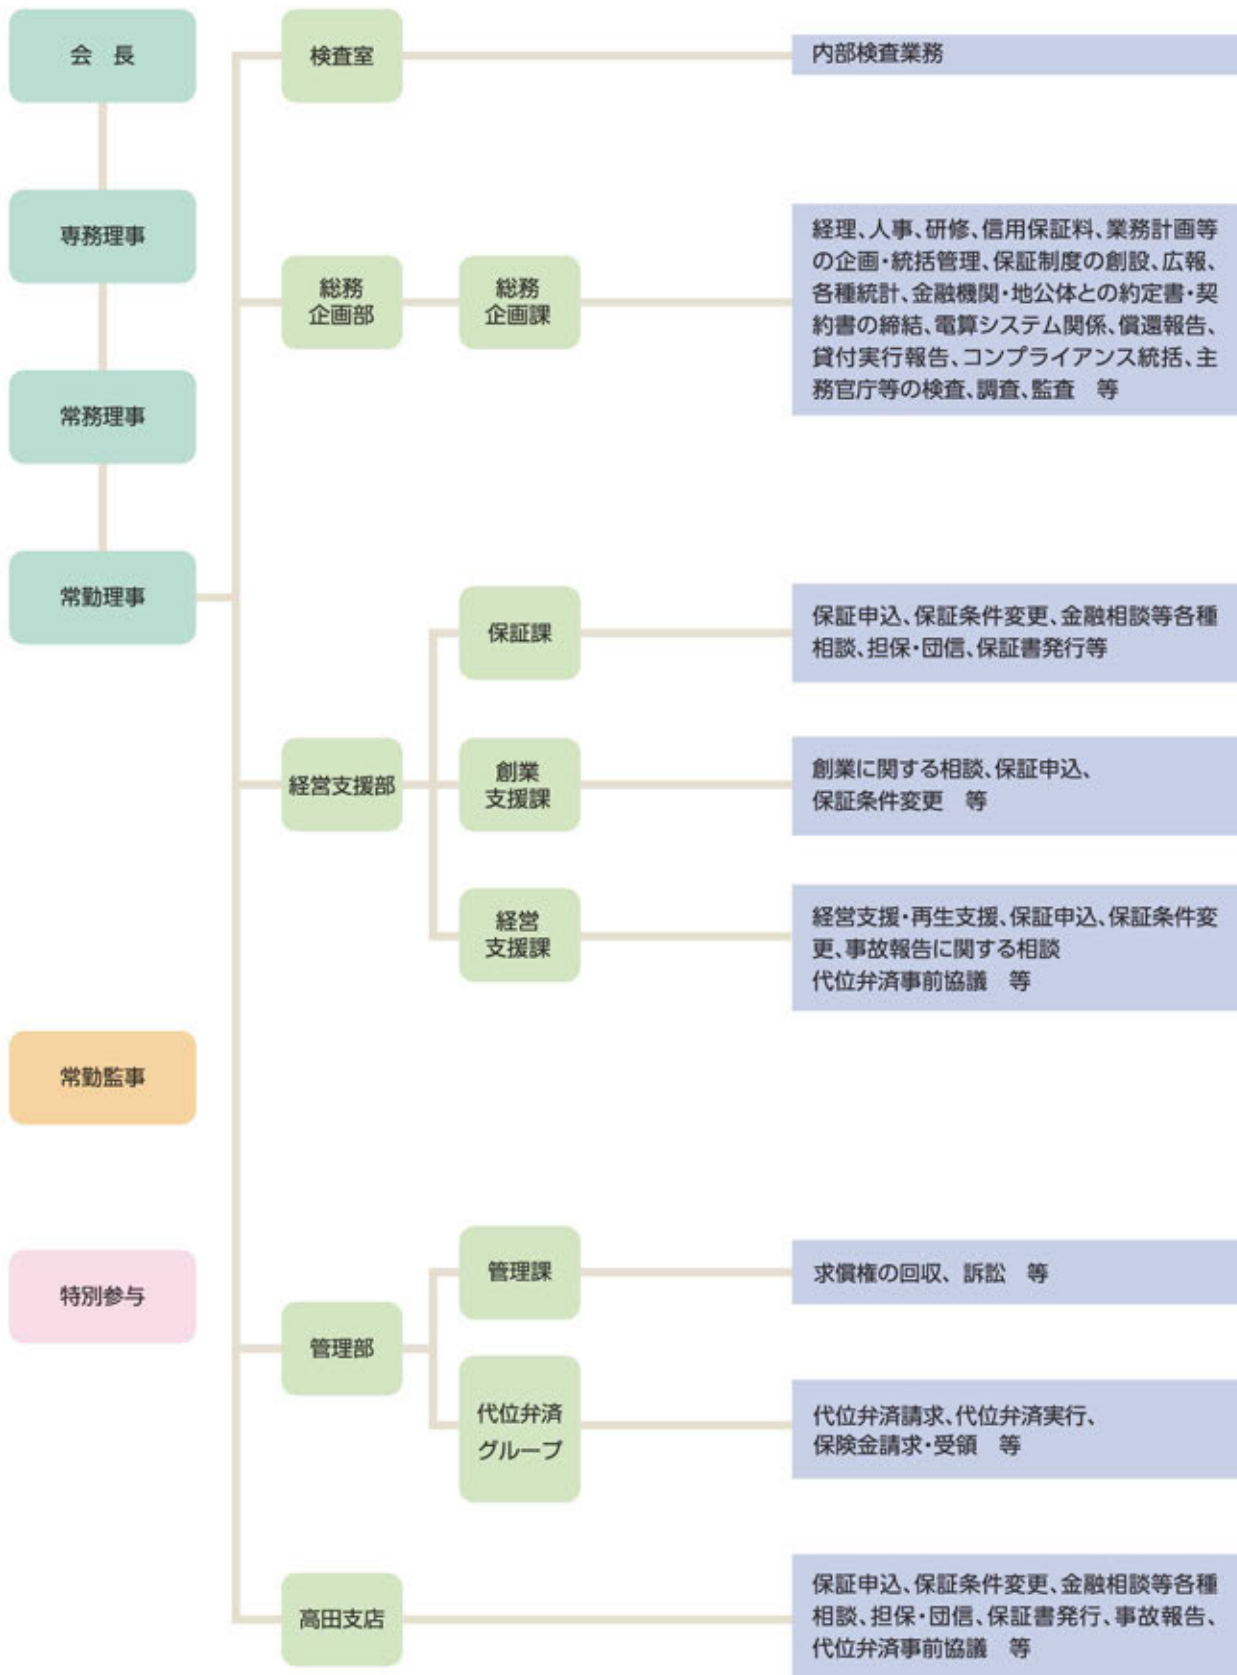 会　長
専務理事
常務理事
常勤理事
常勤監事
特別参与
検査室
内部検査業務
総務
企画部
総務
企画課
経理、人事、研修、信用保証料、業務計画等
の企画・統括管理、保証制度の創設、広報、
各種統計、金融機関・地公体との約定書・契
約書の締結、電算システム関係、償還報告、
貸付実行報告、コンプライアンス統括、主
務官庁等の検査、調査、監査　等
経営支援部
保証課
保証申込、保証条件変更、金融相談等各種
相談、担保・団信、保証書発行等
創業
支援課
創業に関する相談、保証申込、
保証条件変更　等
経営
支援課
経営支援・再生支援、保証申込、保証条件変
更、事故報告に関する相談
代位弁済事前協議　等
管理部
管理課
求償権の回収、訴訟　等
代位弁済
グループ
代位弁済請求、代位弁済実行、
保険金請求・受領　等
高田支店
保証申込、保証条件変更、金融相談等各種
相談、担保・団信、保証書発行、事故報告、
代位弁済事前協議　等